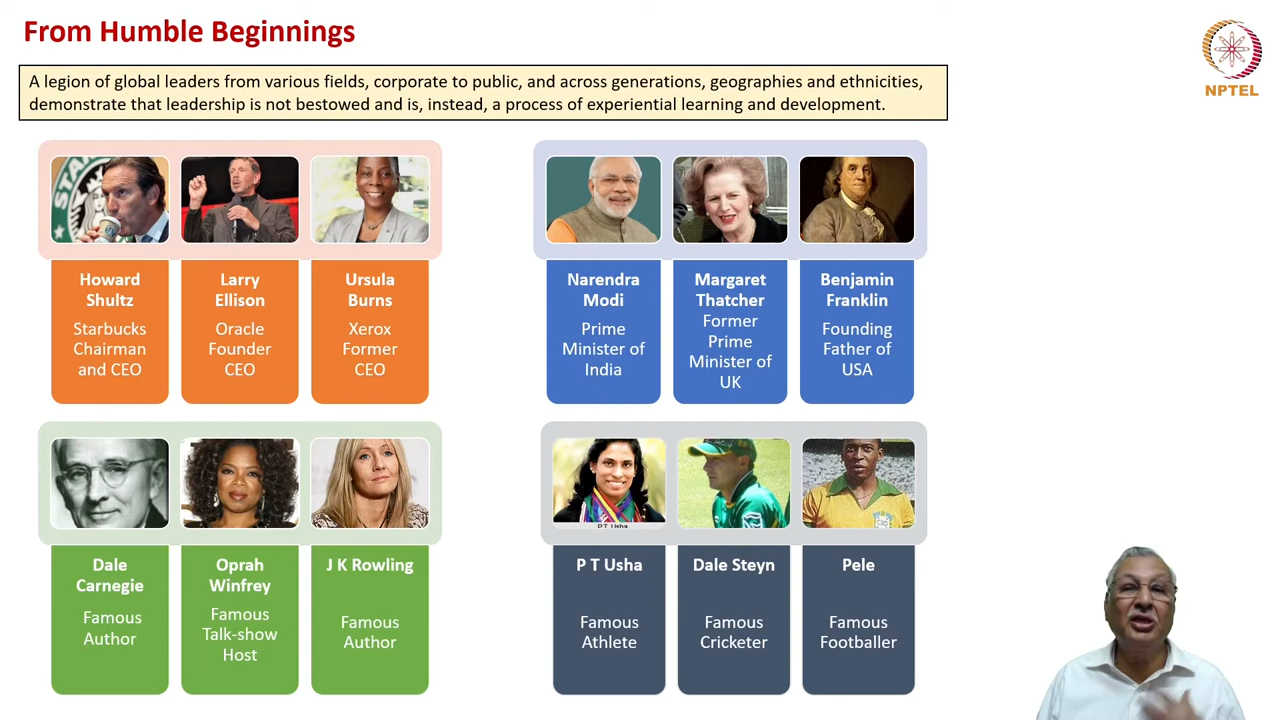 From Humble Beginnings
NPTEL
A legion of global leaders from various fields, corporate to public, and across generations, geographies and ethnicities,
demonstrate that leadership is not bestowed and is, instead, a process of experiential learning and development.
STA
Howard
Shultz
Starbucks
Chairman
and CEO
Larry
Ellison
Oracle
Founder
CEO
Ursula
Burns
Xerox
Former
CEO
Narendra
Modi
Prime
Minister of
India
Margaret
Thatcher
Former
Prime
Minister of
UK
Benjamin
Franklin
Founding
Father of
USA
Dale
Carnegie
Famous
Author
Oprah
Winfrey
Famous
Talk-show
Host
J K Rowling
Famous
Author
P.T. Usha
P T Usha
Famous
Athlete
Dale Steyn
Famous
Cricketer
Pele
Famous
Footballer